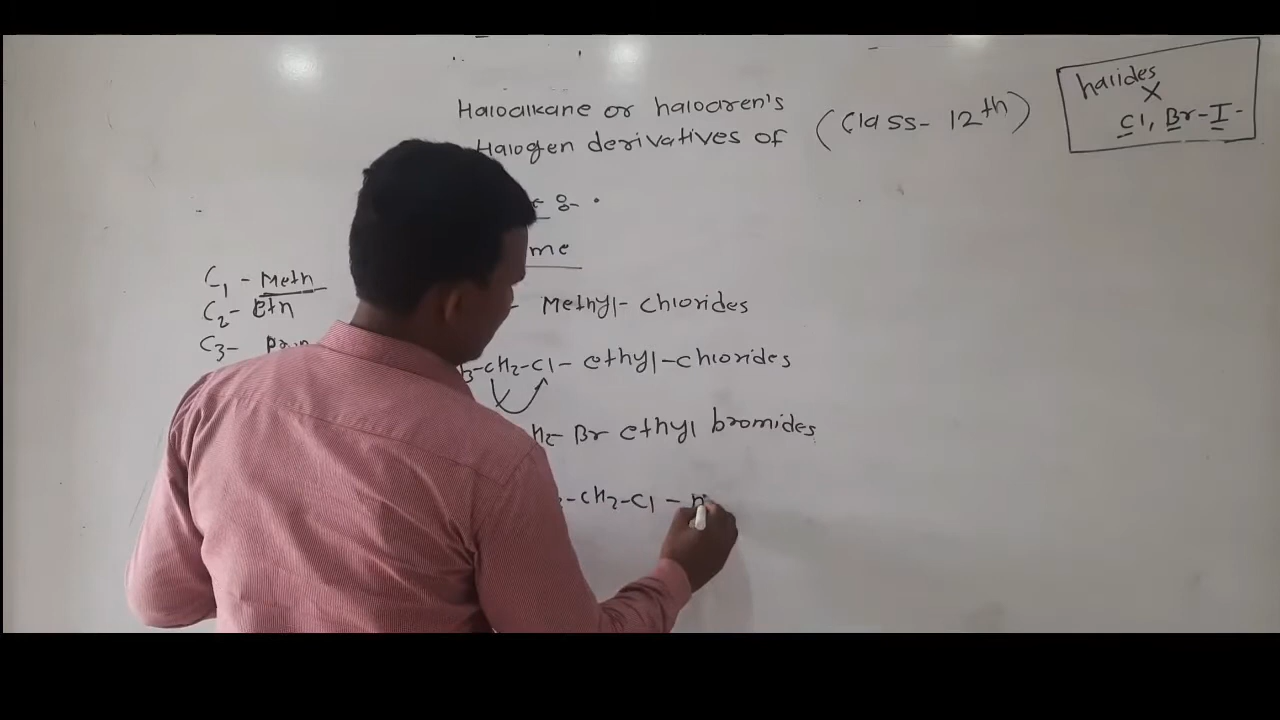 Haloalkane or haloaren's
Halogen derivatives of
(Class- 12th)
halides
X
Cl, Br-I-
me
C1 - Meth
C2- Eth
C3-
Methyl- chlorides
-CH2-Cl- ethyl-chlorides
Br ethyl bromides
-CH2-Cl -